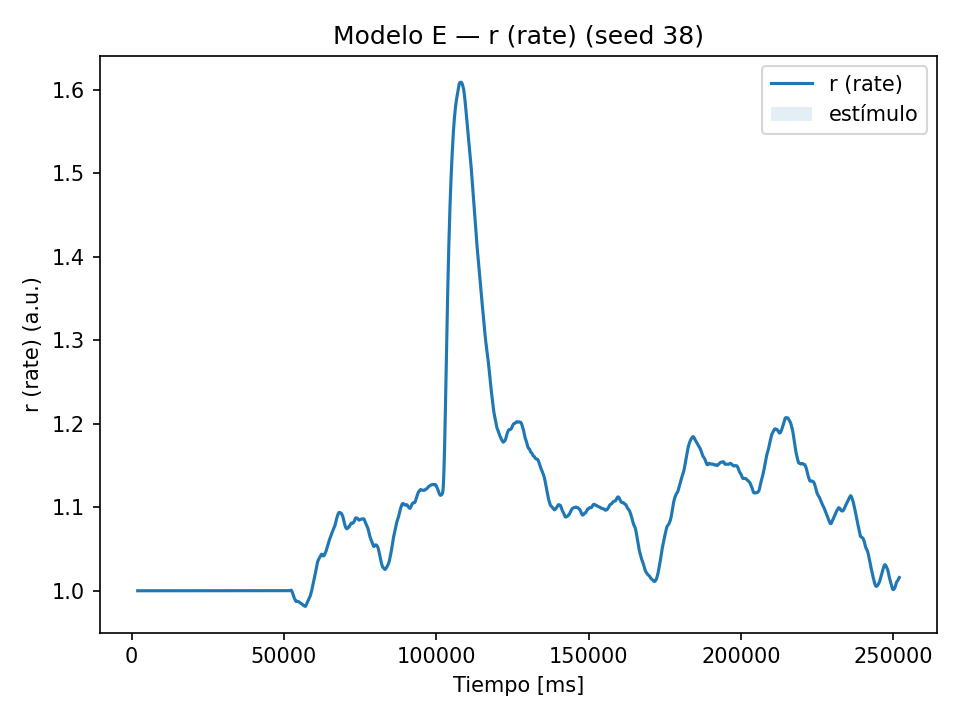 Modelo E — r (rate) (seed 38)
r (rate)
estímulo
1.6
1.5
1.4
1.3
1.2
1.1
1.0
r (rate) (a.u.)
0 50000 100000 150000 200000 250000
Tiempo [ms]